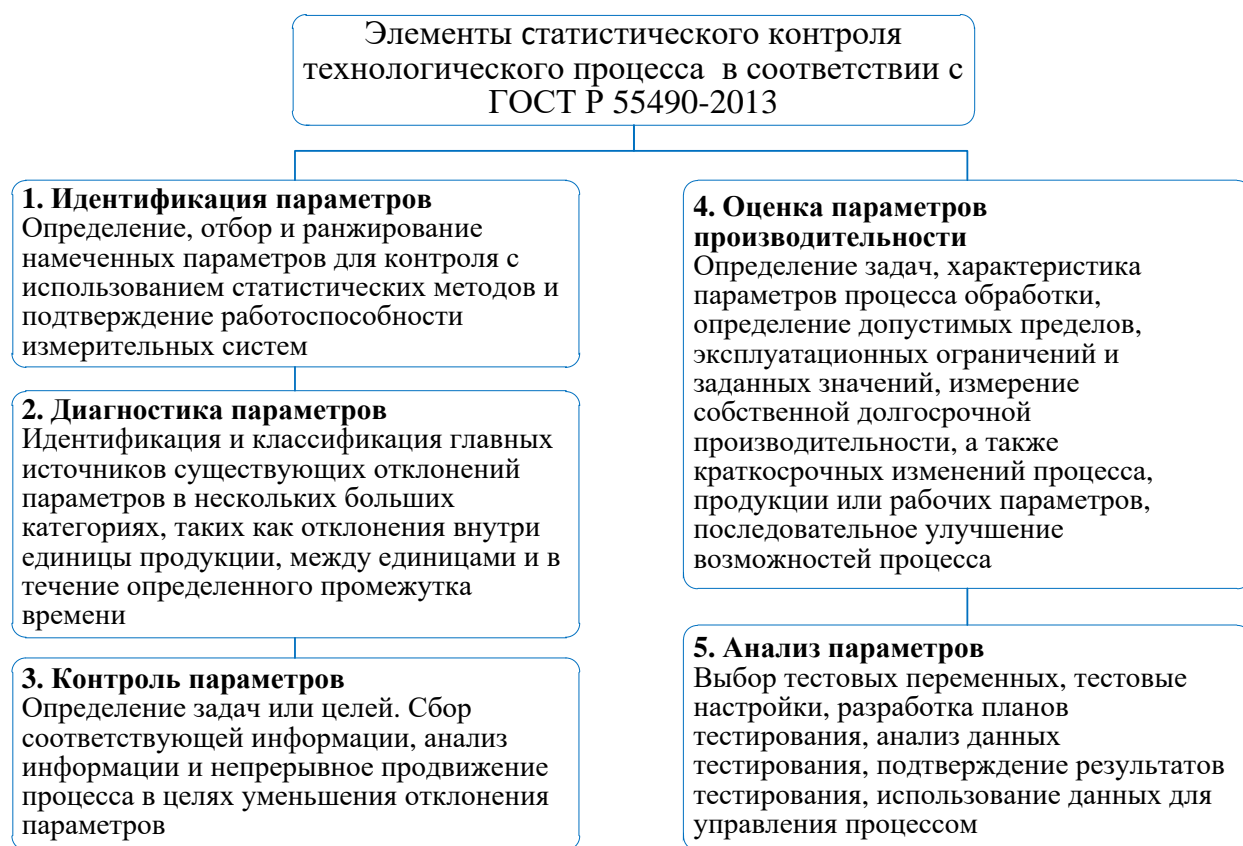 Элементы статистического контроля
технологического процесса в соответствии с
ГОСТ Р 55490-2013
1. Идентификация параметров
Определение, отбор и ранжирование
намеченных параметров для контроля с
использованием статистических методов и
подтверждение работоспособности
измерительных систем
2. Диагностика параметров
Идентификация и классификация главных
источников существующих отклонений
параметров в нескольких больших
категориях, таких как отклонения внутри
единицы продукции, между единицами и в
течение определенного промежутка
времени
3. Контроль параметров
Определение задач или целей. Сбор
соответствующей информации, анализ
информации и непрерывное продвижение
процесса в целях уменьшения отклонения
параметров
4. Оценка параметров
производительности
Определение задач, характеристика
параметров процесса обработки,
определение допустимых пределов,
эксплуатационных ограничений и
заданных значений, измерение
собственной долгосрочной
производительности, а также
краткосрочных изменений процесса,
продукции или рабочих параметров,
последовательное улучшение
возможностей процесса
5. Анализ параметров
Выбор тестовых переменных, тестовые
настройки, разработка планов
тестирования, анализ данных
тестирования, подтверждение результатов
тестирования, использование данных для
управления процессом